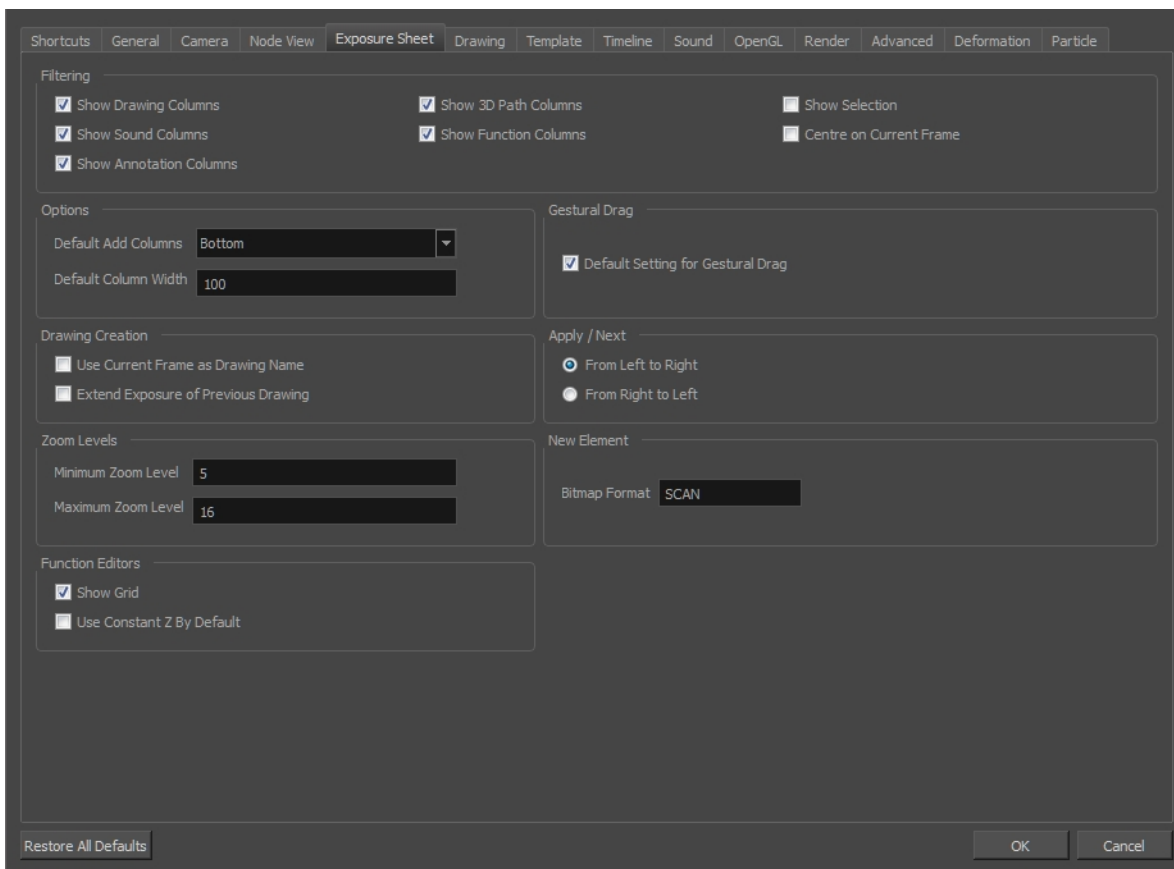 Shortcuts General Camera Node View Exposure Sheet Drawing Template Timeline Sound OpenGL Render Advanced Deformation Particle
Filtering
Show Drawing Columns Show 3D Path Columns Show Selection
Show Sound Columns Show Function Columns Centre on Current Frame
Show Annotation Columns
Options
Default Add Columns Bottom
Default Column Width 100
Gestural Drag
Default Setting for Gestural Drag
Drawing Creation
Use Current Frame as Drawing Name
Extend Exposure of Previous Drawing
Apply / Next
From Left to Right
From Right to Left
Zoom Levels
Minimum Zoom Level 5
Maximum Zoom Level 16
New Element
Bitmap Format SCAN
Function Editors
Show Grid
Use Constant Z By Default
Restore All Defaults OK Cancel